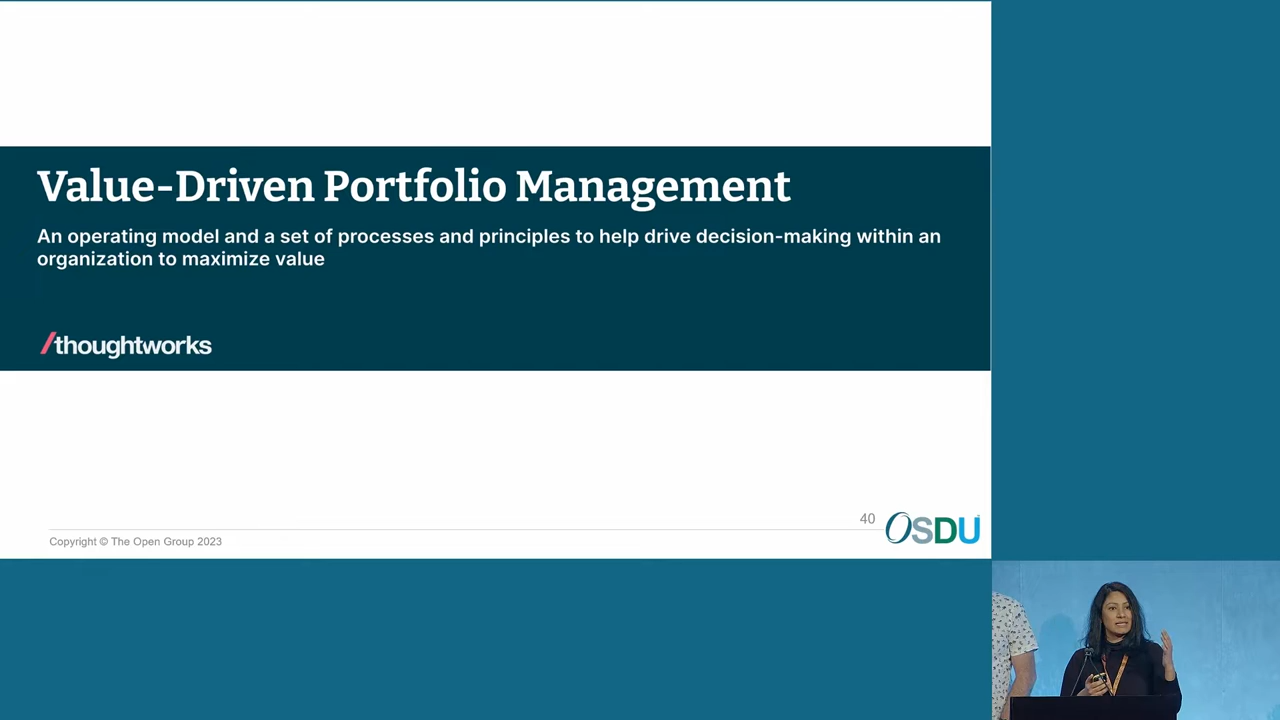 Value-Driven Portfolio Management
An operating model and a set of processes and principles to help drive decision-making within an
organization to maximize value
/thoughtworks
40
OSDU
Copyright © The Open Group 2023